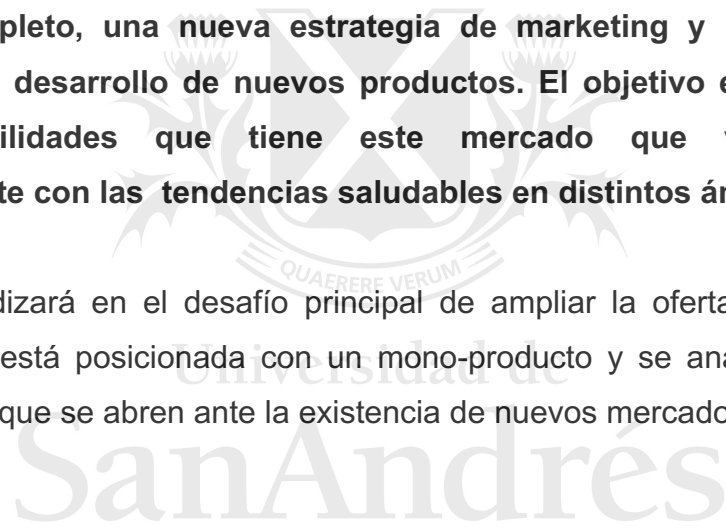 pleto, una nueva estrategia de marketing y
desarrollo de nuevos productos. El objetivo e
ilidades que tiene este mercado que
te con las tendencias saludables en distintos án
QUAERERE VERUM
dizará en el desafío principal de ampliar la oferta
está posicionada con un mono-producto y se ana
Universidad de
que se abren ante la existencia de nuevos mercado
SanAndrés